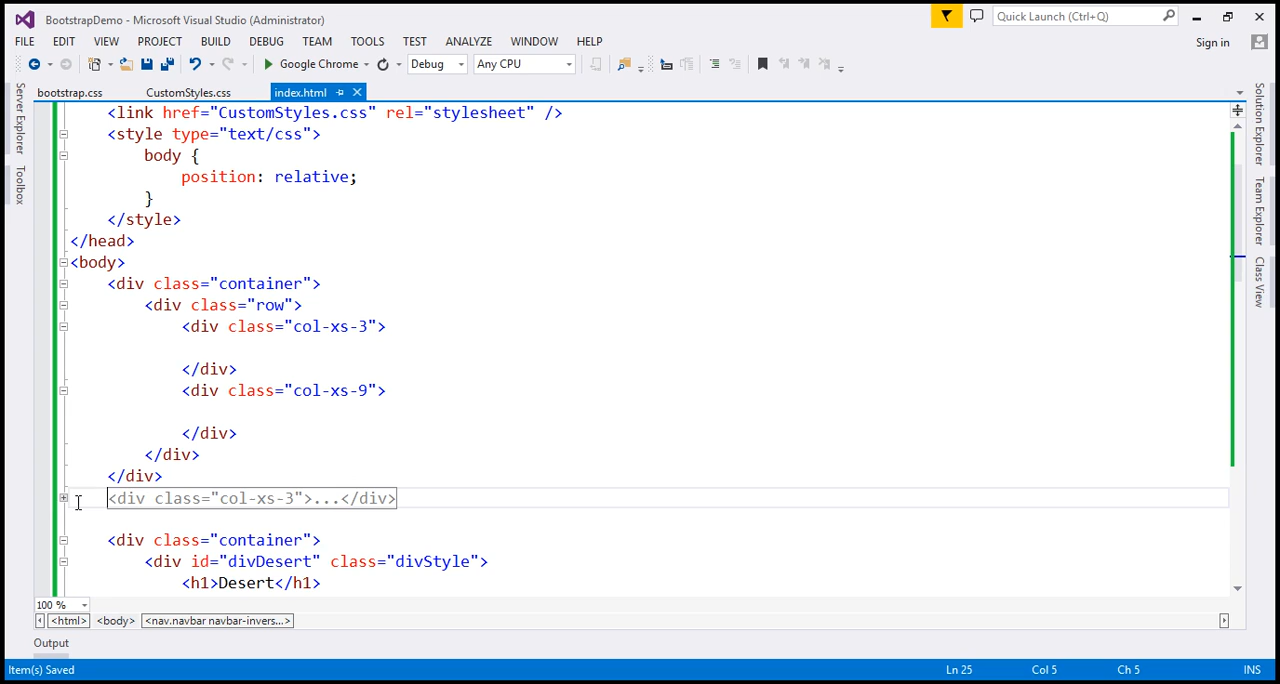 BootstrapDemo - Microsoft Visual Studio (Administrator)
Quick Launch (Ctrl+Q)
FILE EDIT VIEW PROJECT BUILD DEBUG TEAM TOOLS TEST ANALYZE WINDOW HELP
Sign in
Google Chrome Debug Any CPU
bootstrap.css CustomStyles.css index.html
Server Explorer
Toolbox
Solution Explorer
Team Explorer
Class View
<link href="CustomStyles.css" rel="stylesheet" />
<style type="text/css">
body {
position: relative;
}
</style>
</head>
<body>
<div class="container">
<div class="row">
<div class="col-xs-3">
</div>
<div class="col-xs-9">
</div>
</div>
</div>
<div class="col-xs-3">...</div>
<div class="container">
<div id="divDesert" class="divStyle">
<h1>Desert</h1>
100 %
<html> <body> <nav.navbar navbar-invers...>
Output
Item(s) Saved Ln 25 Col 5 Ch 5 INS